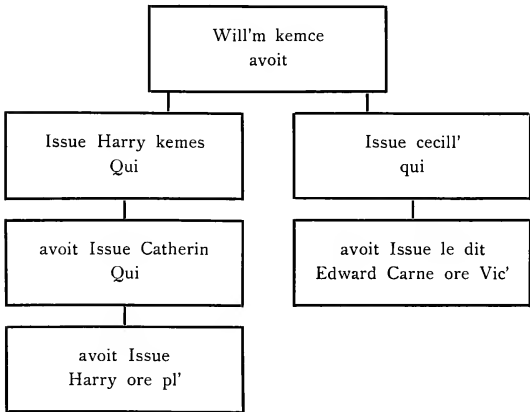 Will'm kemce
avoit
Issue Harry kemes
Qui
Issue cecill'
qui
avoit Issue Catherin
Qui
avoit Issue le dit
Edward Carne ore Vic'
avoit Issue
Harry ore pl'